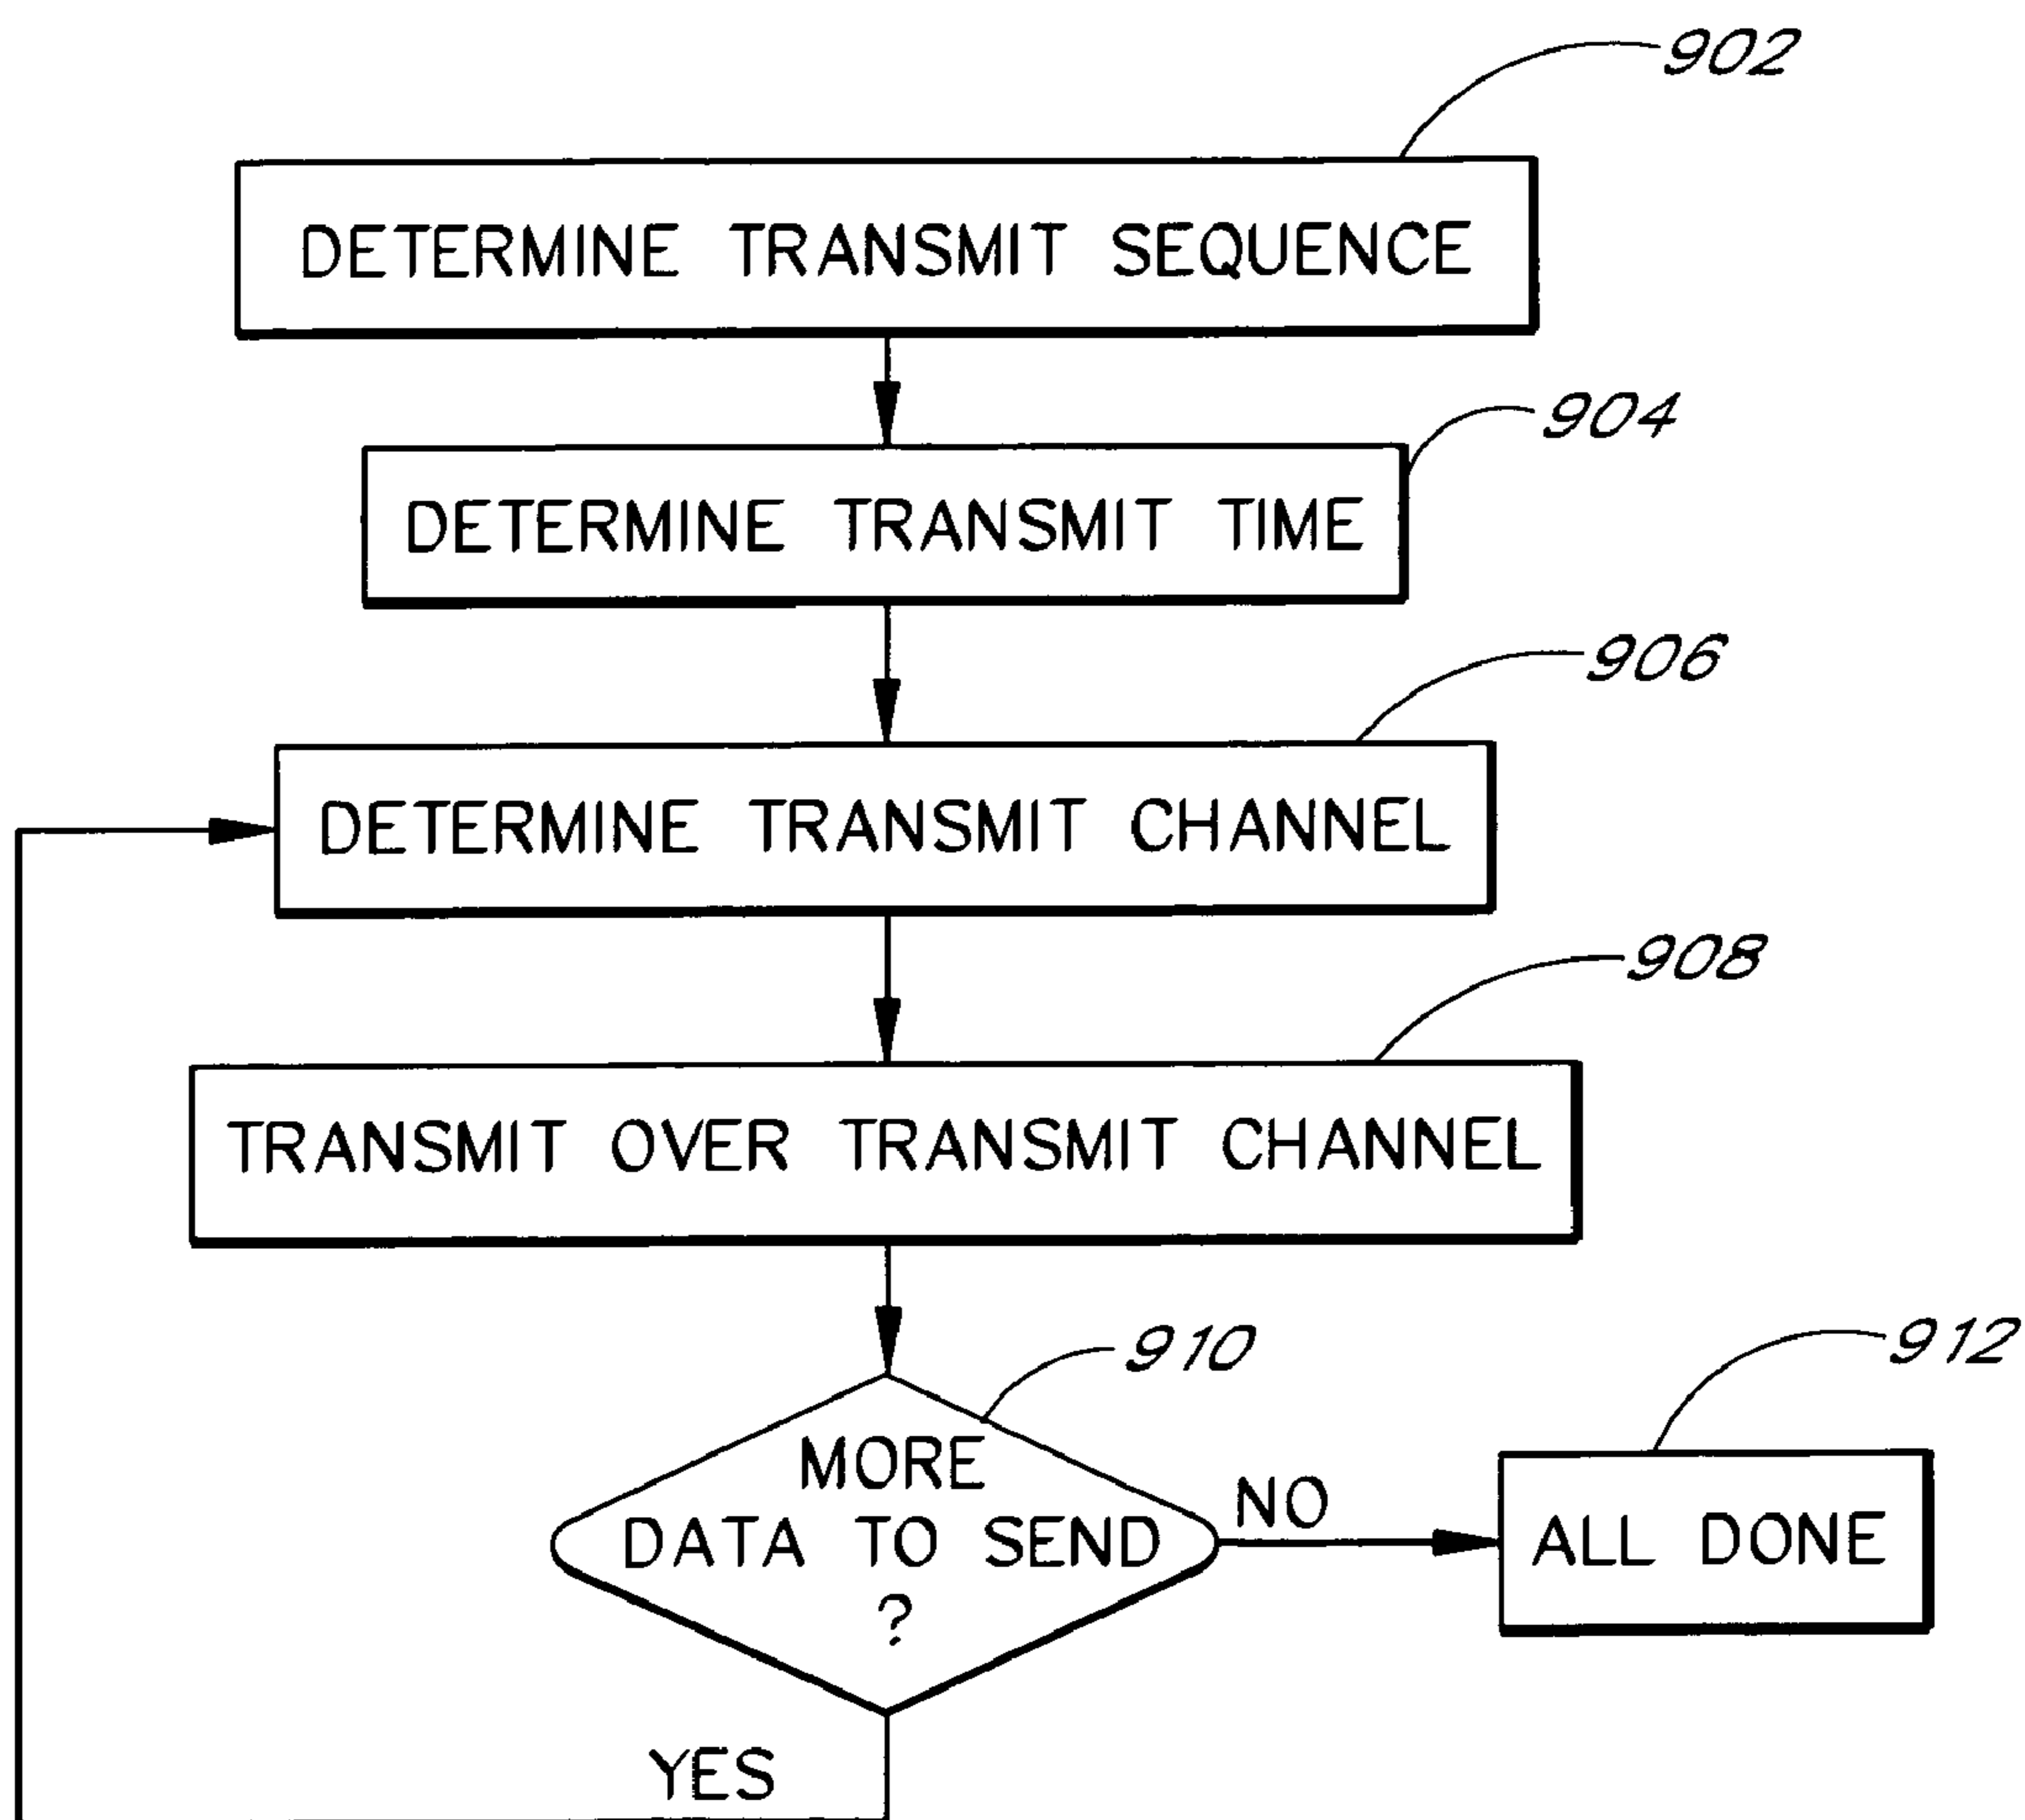 902
DETERMINE TRANSMIT SEQUENCE
904
DETERMINE TRANSMIT TIME
906
DETERMINE TRANSMIT CHANNEL
908
TRANSMIT OVER TRANSMIT CHANNEL
910
912
MORE
DATA TO SEND
?
NO
ALL DONE
YES